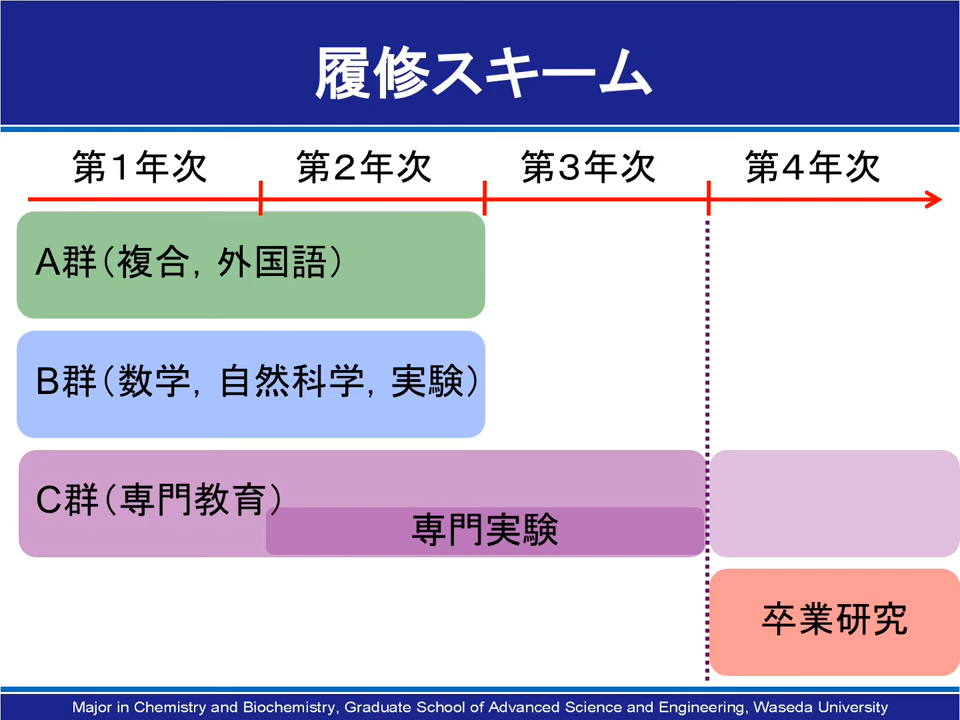 履修スキーム
第1年次 第2年次 第3年次 第4年次
A群(複合, 外国語)
B群(数学, 自然科学, 実験)
C群(専門教育)
専門実験
卒業研究
Major in Chemistry and Biochemistry, Graduate School of Advanced Science and Engineering, Waseda University